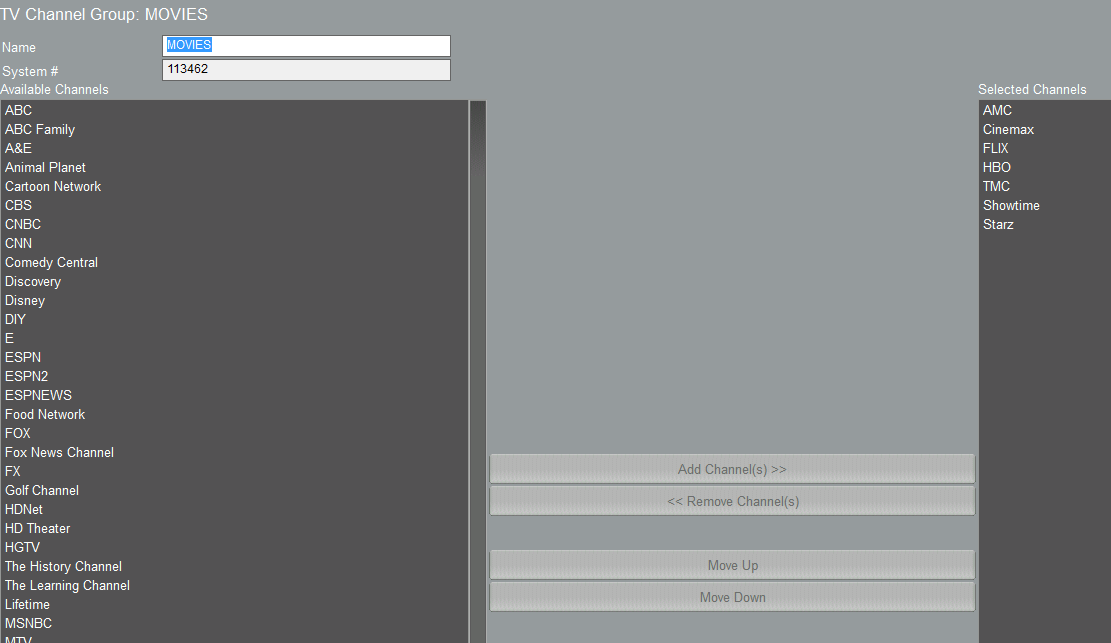 TV Channel Group: MOVIES
Name
MOVIES
System #
113462
Available Channels
ABC
ABC Family
A&E
Animal Planet
Cartoon Network
CBS
CNBC
CNN
Comedy Central
Discovery
Disney
DIY
E
ESPN
ESPN2
ESPNEWS
Food Network
FOX
Fox News Channel
FX
Golf Channel
HDNet
HD Theater
HGTV
The History Channel
The Learning Channel
Lifetime
MSNBC
MTV
Add Channel(s) >>
<< Remove Channel(s)
Move Up
Move Down
Selected Channels
AMC
Cinemax
FLIX
HBO
TMC
Showtime
Starz